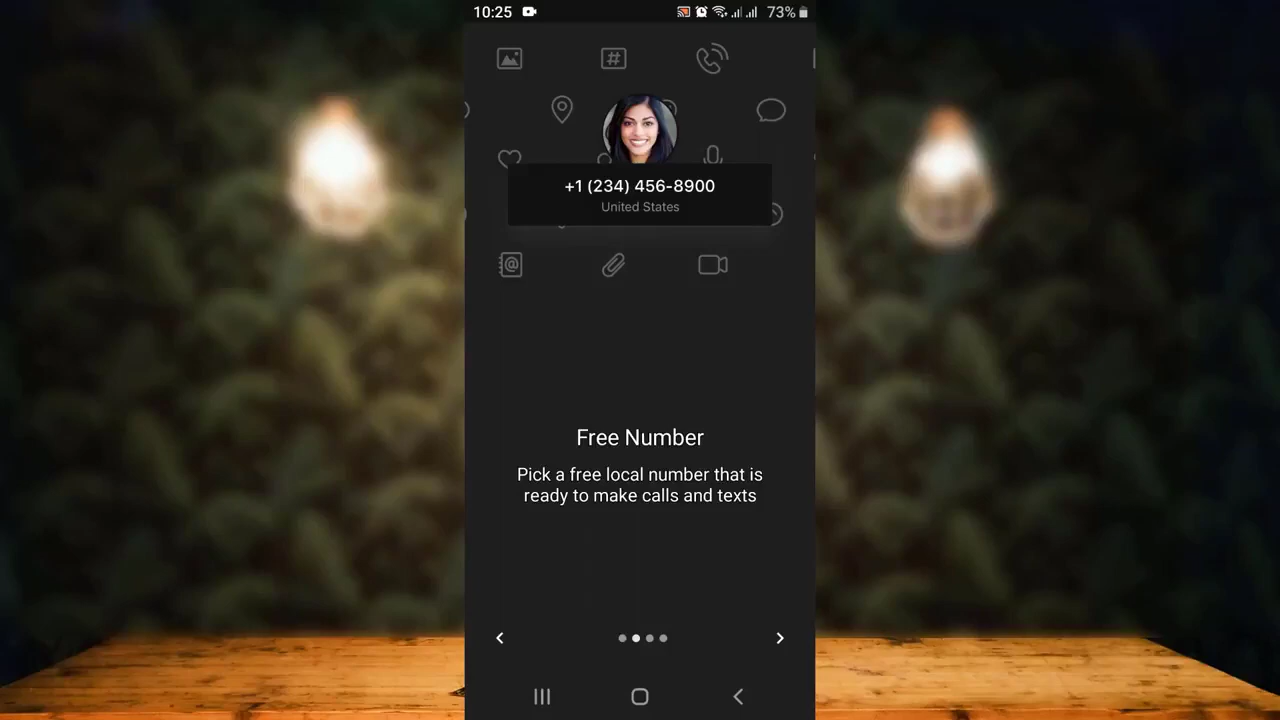 10:25
73%
+1 (234) 456-8900
United States
Free Number
Pick a free local number that is
ready to make calls and texts